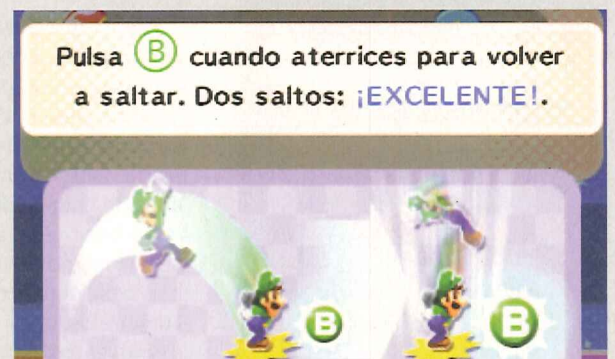 Pulsa B cuando aterrices para volver
a saltar. Dos saltos: ¡EXCELENTE!.
B
B